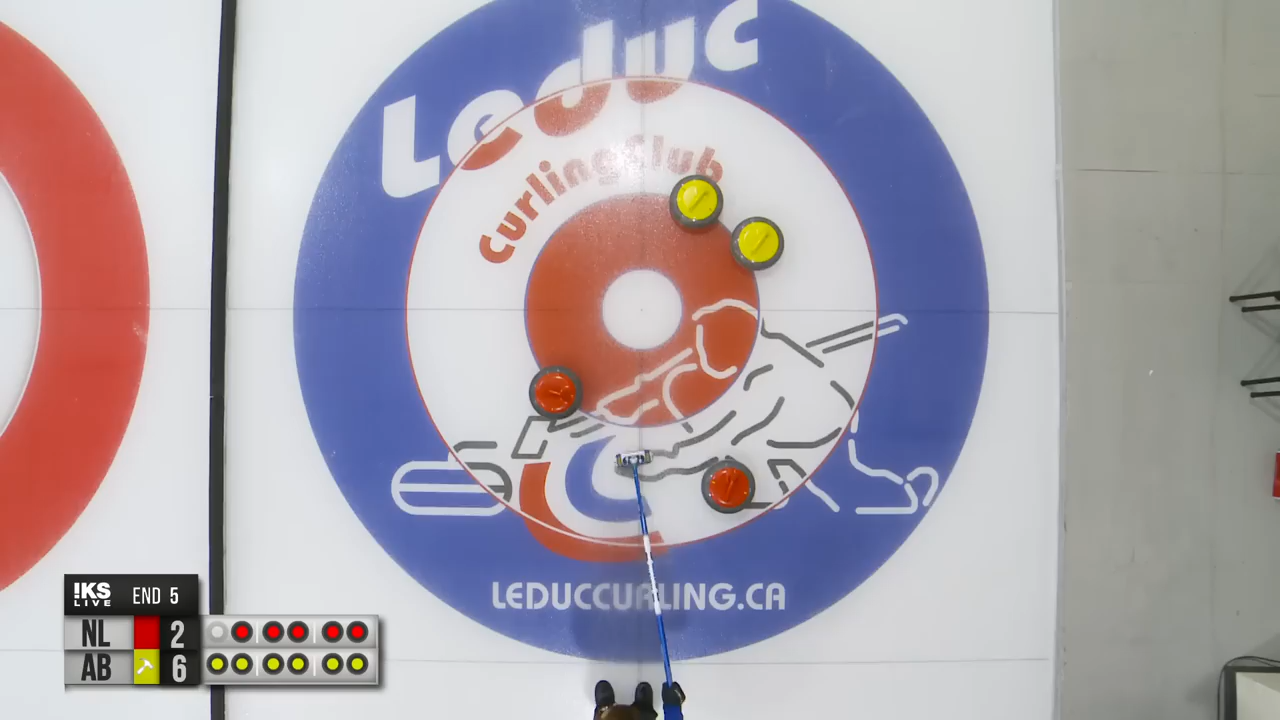 Leduc
Curling Club
LEDUCCURLING.CA
IKS
LIVE
END 5
NL 2
AB 6